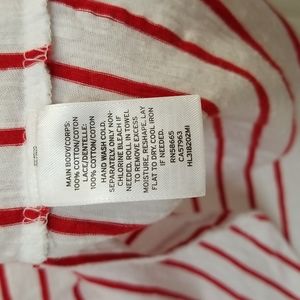 MAIN BODY/CORPS:
100% COTTON/COTON
LACE/DENTELLE:
100% COTTON/COTON
HAND WASH COLD.
SEPARATELY. ONLY NON-
CHLORINE BLEACH IF
NEEDED. ROLL IN TOWEL
TO REMOVE EXCESS
MOISTURE, RESHAPE. LAY
FLAT TO DRY. COOL IRON
IF NEEDED.
RN58665
CA57963
HL31B2O2MI